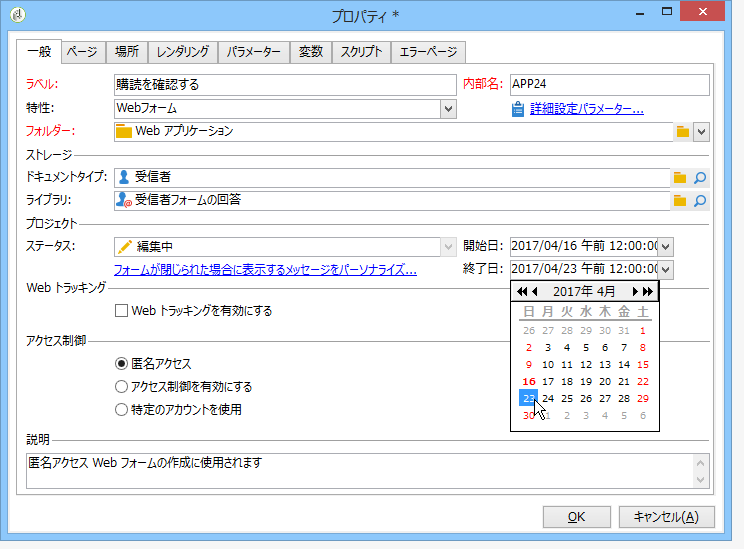 プロパティ *
一般 ページ 場所 レンダリング パラメーター 変数 スクリプト エラーページ
ラベル: 購読を確認する 内部名: APP24
特性: Webフォーム 詳細設定パラメーター...
フォルダー: Web アプリケーション
ストレージ
ドキュメントタイプ: 受信者
ライブラリ: 受信者フォームの回答
プロジェクト
ステータス: 編集中 開始日: 2017/04/16 午前 12:00:00
フォームが閉じられた場合に表示するメッセージをパーソナライズ... 終了日: 2017/04/23 午前 12:00:00
2017年 4月
日 月 火 水 木 金 土
26 27 28 29 30 31 1
2 3 4 5 6 7 8
9 10 11 12 13 14 15
16 17 18 19 20 21 22
23 24 25 26 27 28 29
30 1 2 3 4 5 6
Web トラッキング
Web トラッキングを有効にする
アクセス制御
匿名アクセス
アクセス制御を有効にする
特定のアカウントを使用
説明
匿名アクセス Web フォームの作成に使用されます
OK キャンセル(A)